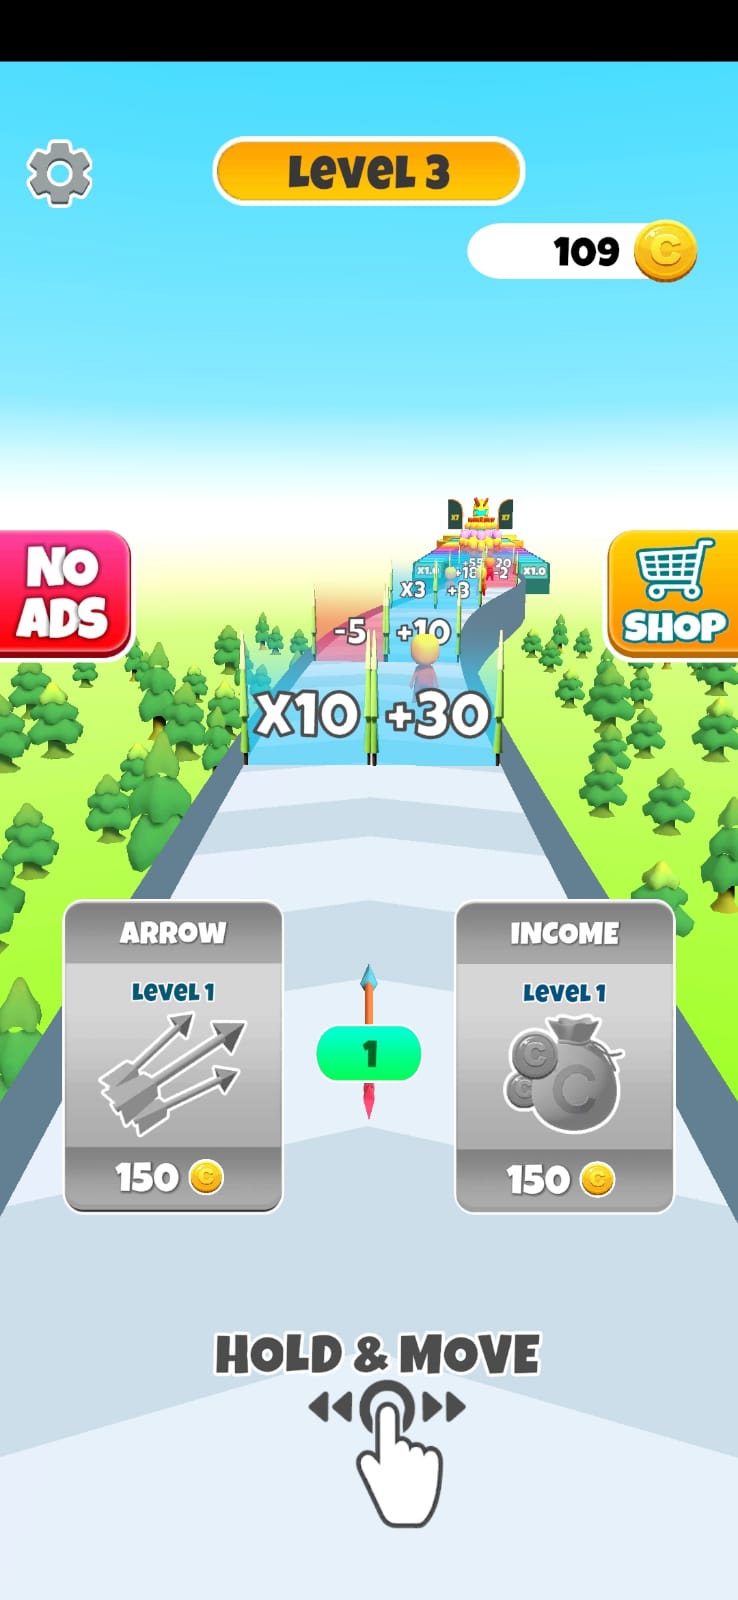 LEVEL 3
109
NO
ADS
SHOP
X3
+3
-5
+10
X10
+30
ARROW
LEVEL 1
150
INCOME
LEVEL 1
150
1
HOLD & MOVE